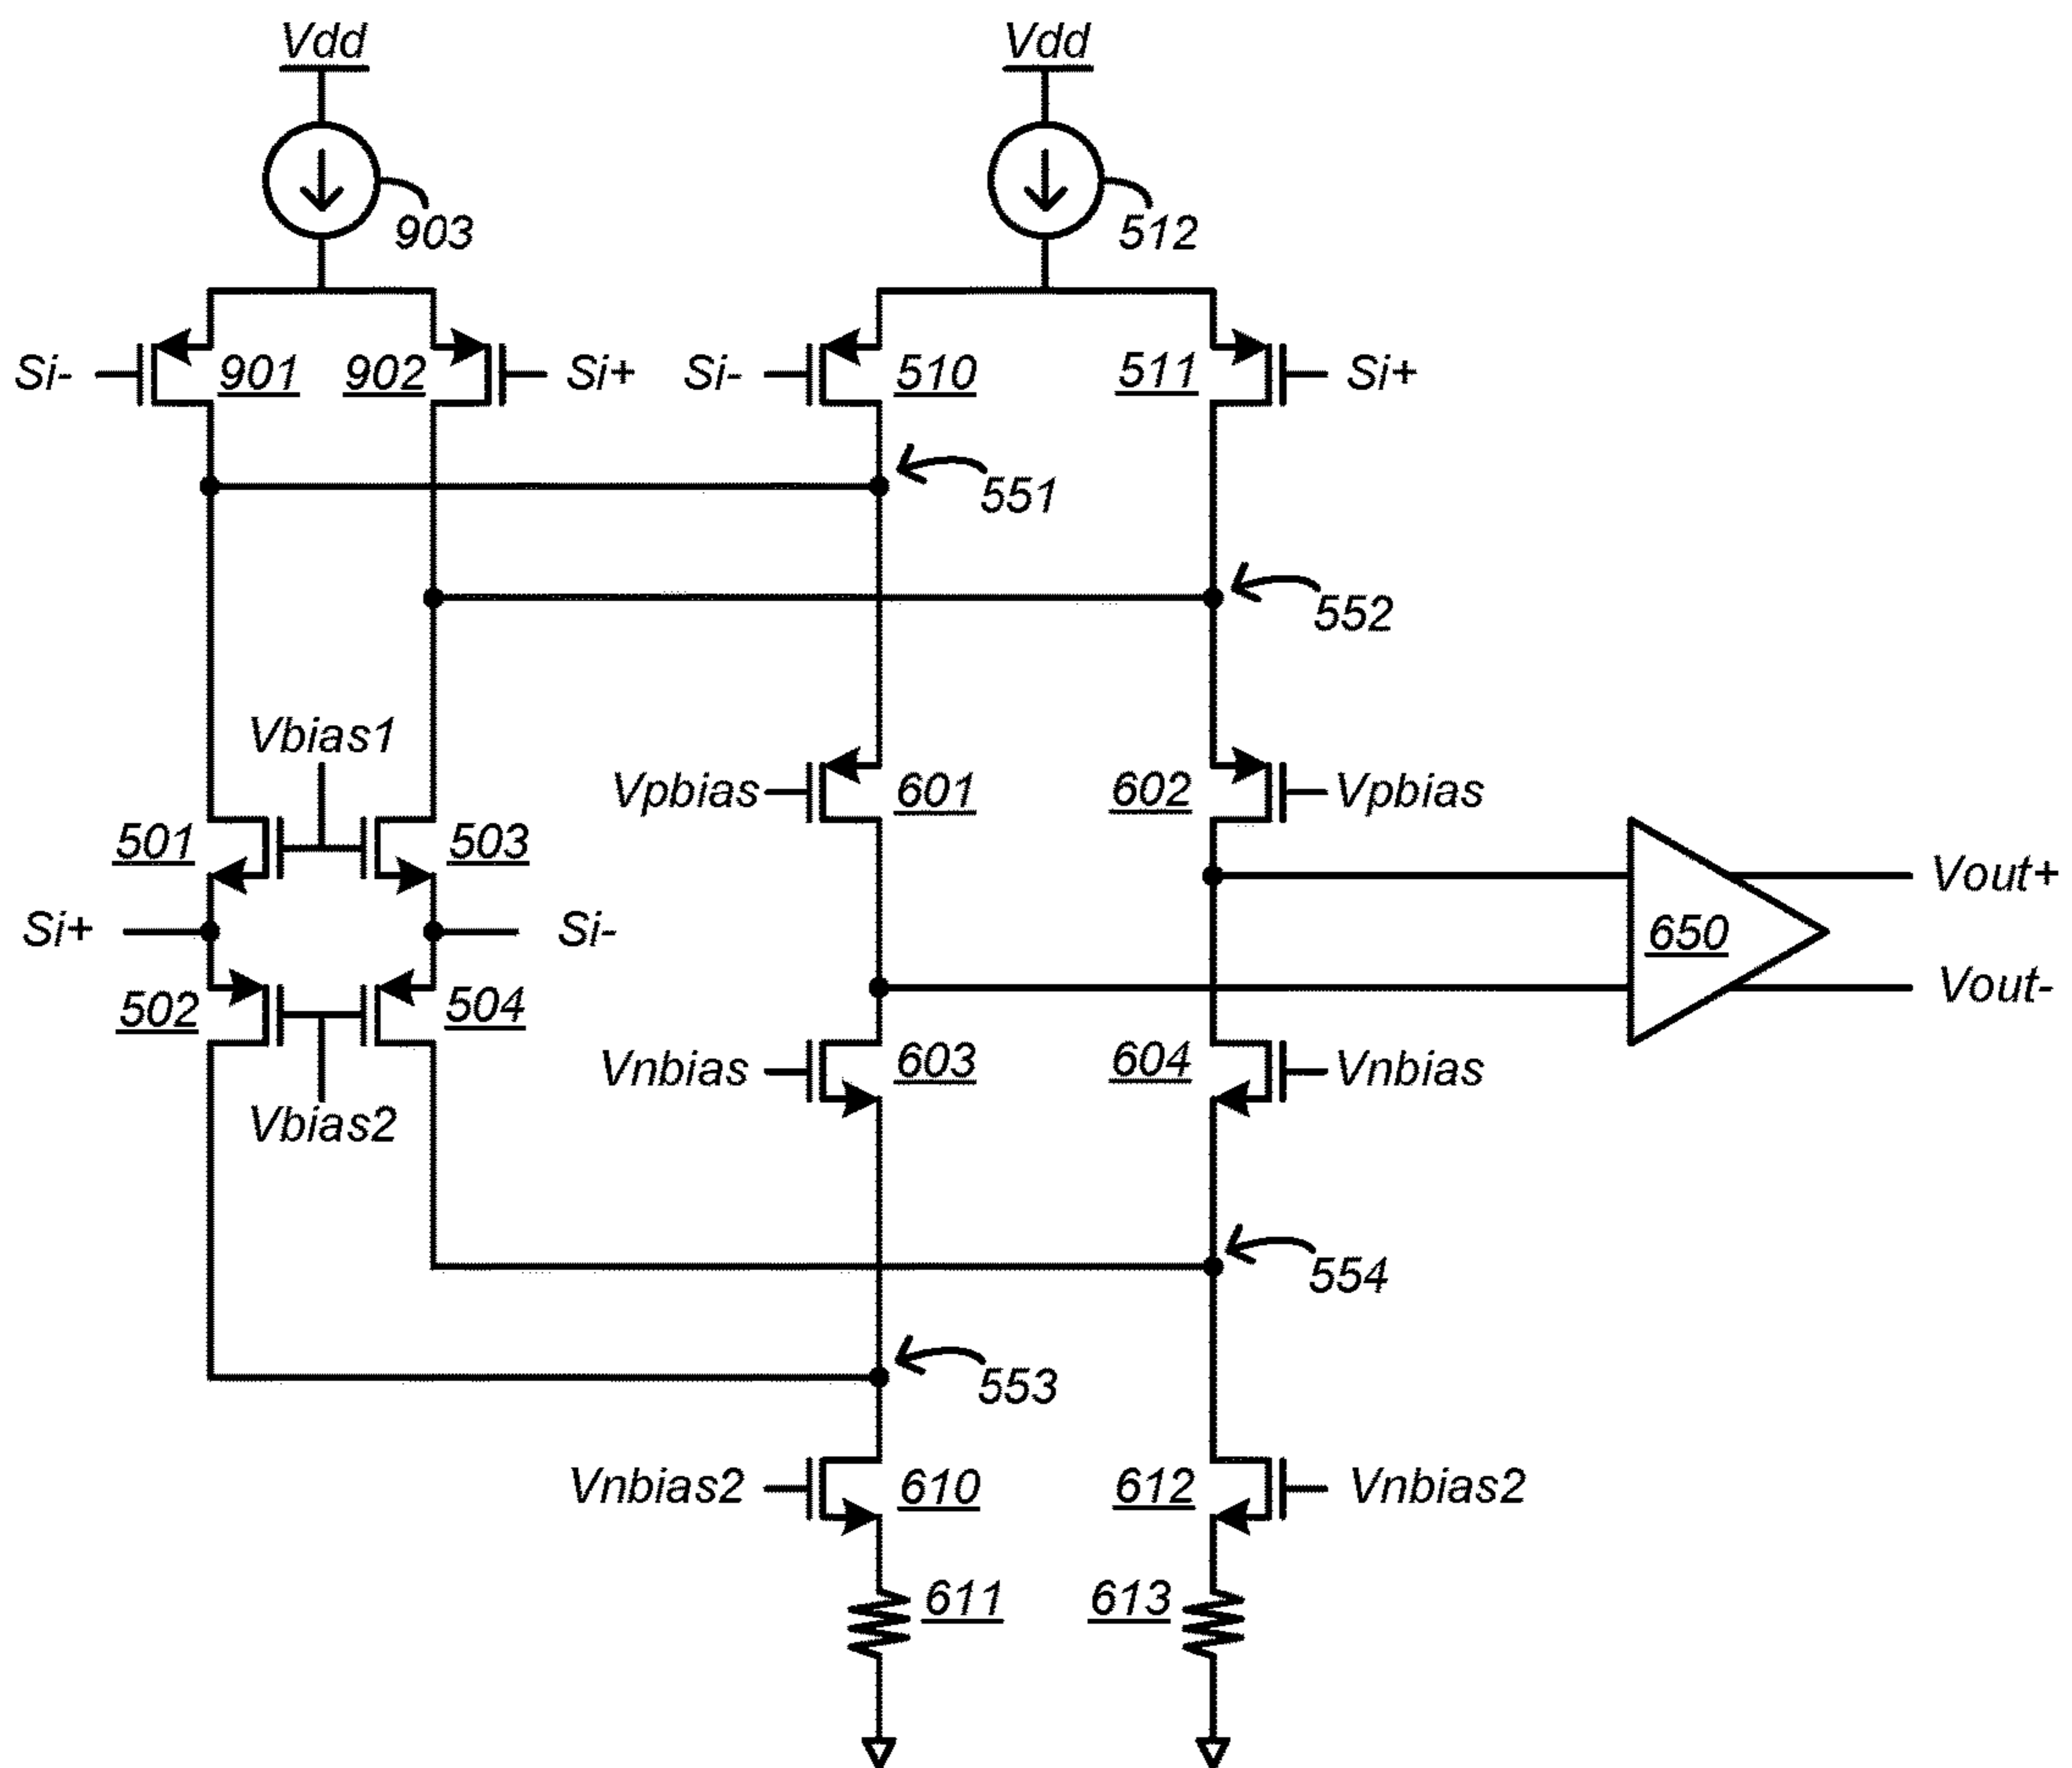 Vdd Vdd
903 512
Si- 901 902 Si+ Si- 510 511 Si+
551
552
Vbias1
Vpbias 601 602 Vpbias
501 503
Vout+
Si+ Si- 650
Vout-
502 504
Vnbias 603 604 Vnbias
Vbias2
554
553
Vnbias2 610 612 Vnbias2
611 613